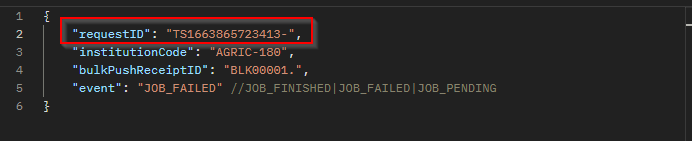 1 {
2 "requestID": "TS1663865723413-",
3 "institutionCode": "AGRIC-180",
4 "bulkPushReceiptID": "BLK00001.",
5 "event": "JOB_FAILED" //JOB_FINISHED|JOB_FAILED|JOB_PENDING
6 }